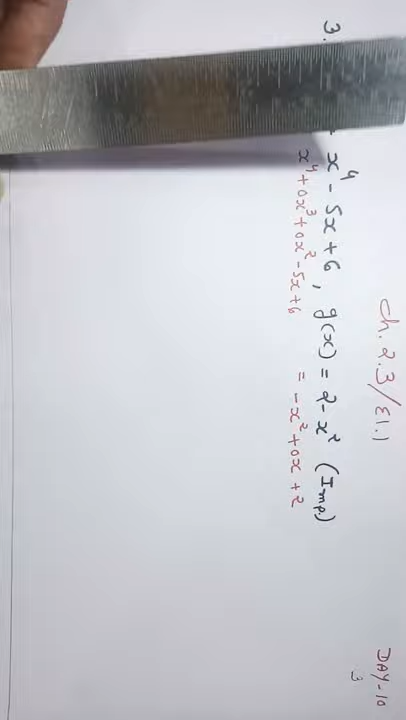 DAY-10
3
Ch. 2.3/E1.1
3. x⁴ - 5x + 6, g(x) = 2 - x² (Imp.)
x⁴ + 0x³ + 0x² - 5x + 6 = -x² + 0x + 2